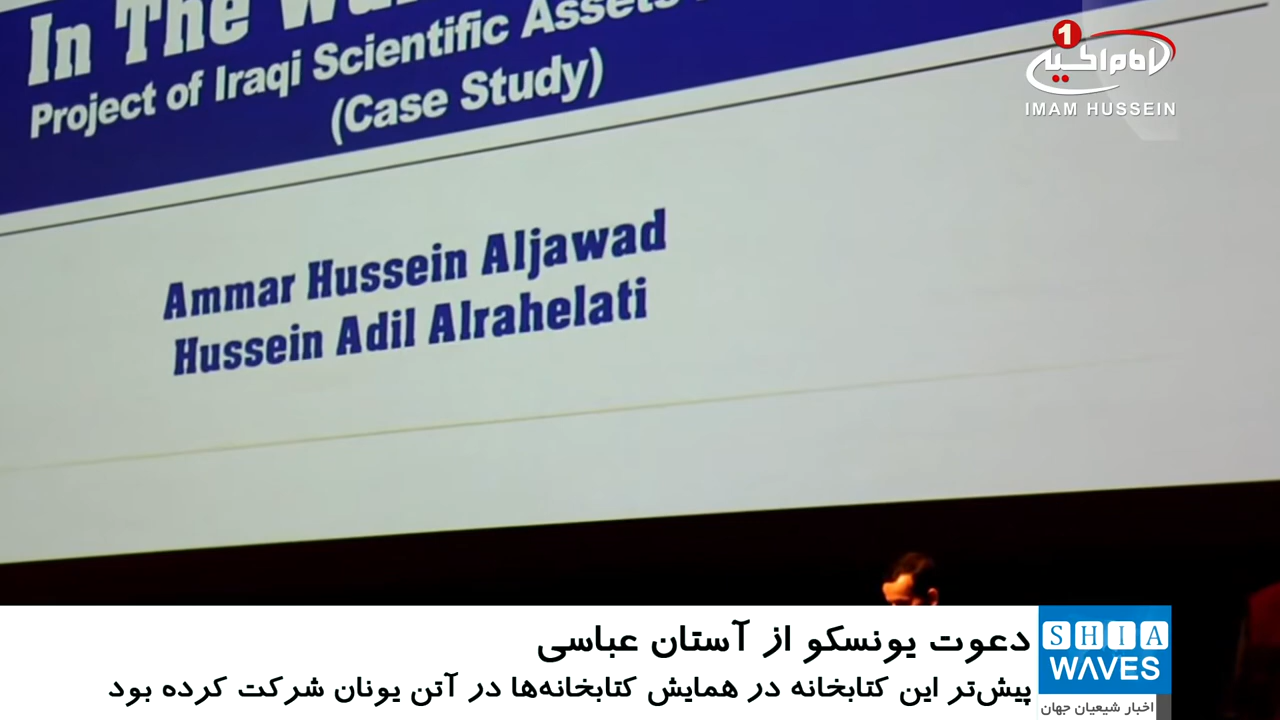 In The
Project of Iraqi Scientific Assets
(Case Study)
Ammar Hussein Aljawad
Hussein Adil Alrahelati
1
امام حسین
IMAM HUSSEIN
دعوت یونسکو از آستان عباسی
پیش‌تر این کتابخانه در همایش کتابخانه‌ها در آتن یونان شرکت کرده بود
SHIA
WAVES
اخبار شیعیان جهان